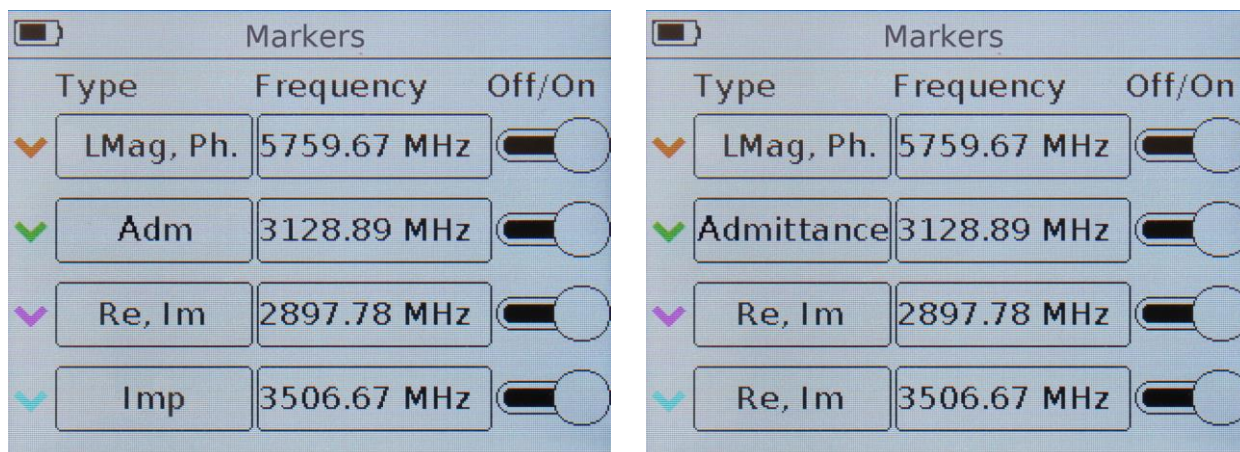 Markers
Type Frequency Off/On
LMag, Ph. 5759.67 MHz
Adm 3128.89 MHz
Re, Im 2897.78 MHz
Imp 3506.67 MHz
Markers
Type Frequency Off/On
LMag, Ph. 5759.67 MHz
Admittance 3128.89 MHz
Re, Im 2897.78 MHz
Re, Im 3506.67 MHz